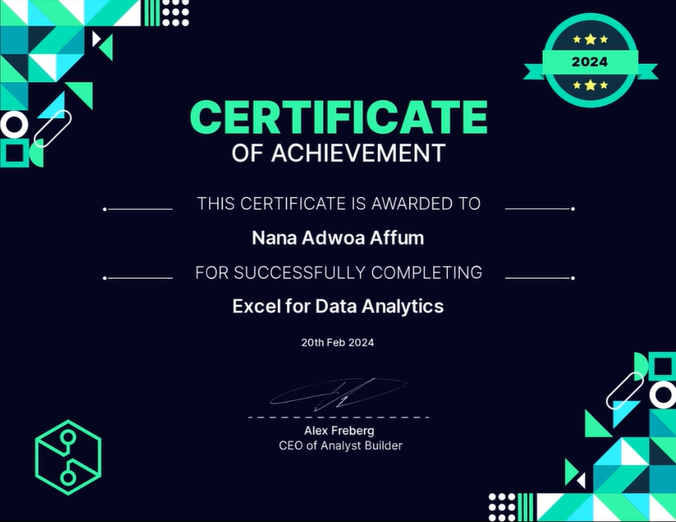 2024
CERTIFICATE
OF ACHIEVEMENT
THIS CERTIFICATE IS AWARDED TO
Nana Adwoa Affum
FOR SUCCESSFULLY COMPLETING
Excel for Data Analytics
20th Feb 2024
Alex Freberg
CEO of Analyst Builder